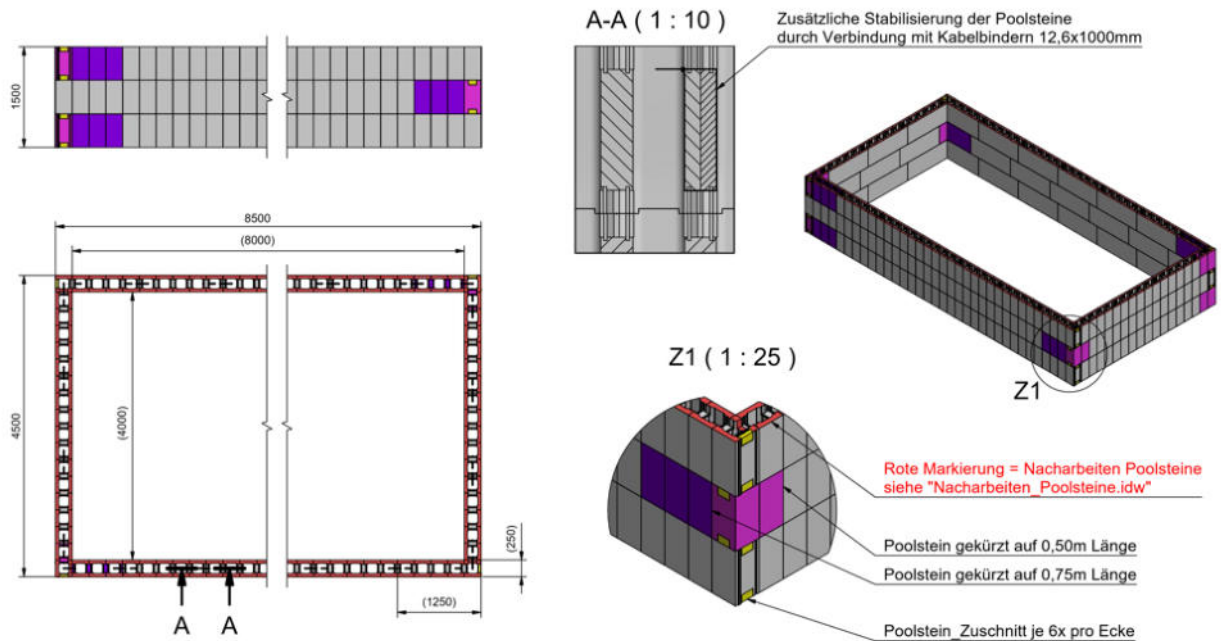 A-A ( 1 : 10 )
Zusätzliche Stabilisierung der Poolsteine
durch Verbindung mit Kabelbindern 12,6x1000mm
1500
8500
(8000)
4500
(4000)
(250)
(1250)
A
A
Z1
Z1 ( 1 : 25 )
Rote Markierung = Nacharbeiten Poolsteine
siehe "Nacharbeiten_Poolsteine.idw"
Poolstein gekürzt auf 0,50m Länge
Poolstein gekürzt auf 0,75m Länge
Poolstein_Zuschnitt je 6x pro Ecke